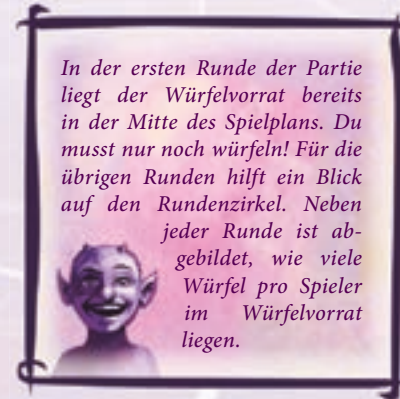 In der ersten Runde der Partie
liegt der Würfelvorrat bereits
in der Mitte des Spielplans. Du
musst nur noch würfeln! Für die
übrigen Runden hilft ein Blick
auf den Rundenzirkel. Neben
jeder Runde ist ab-
gebildet, wie viele
Würfel pro Spieler
im Würfelvorrat
liegen.